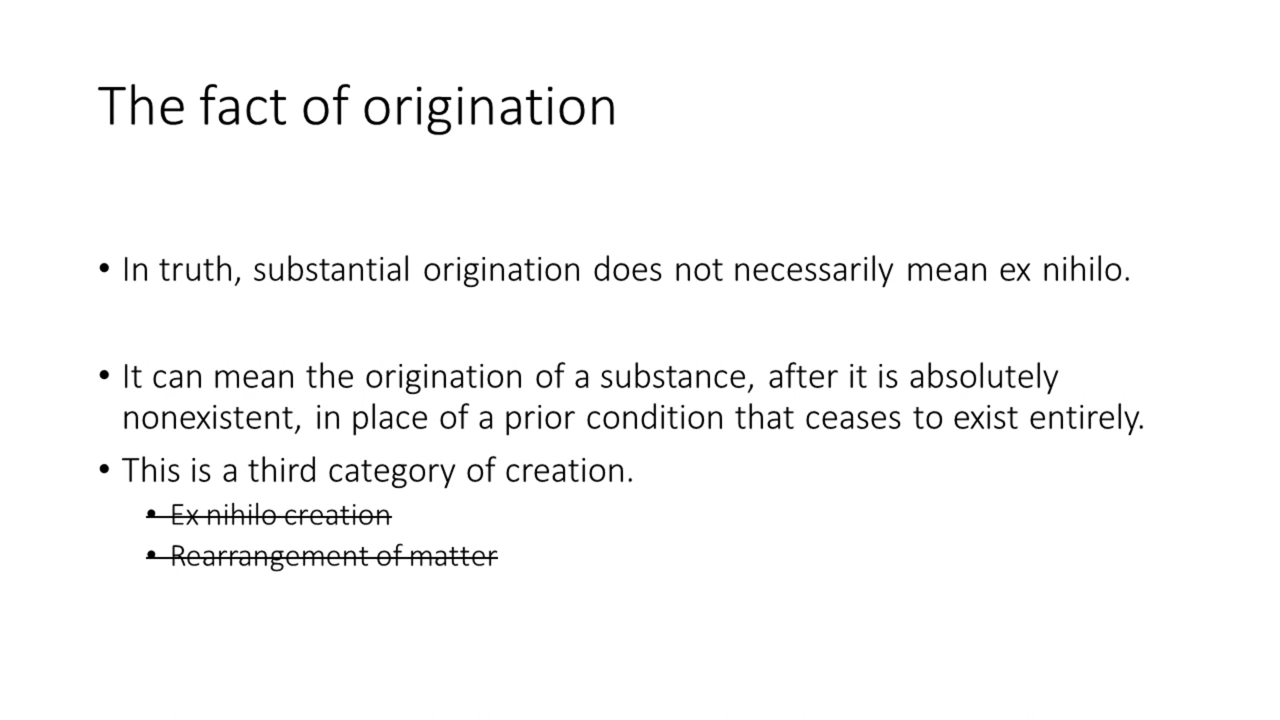 The fact of origination
• In truth, substantial origination does not necessarily mean ex nihilo.
• It can mean the origination of a substance, after it is absolutely
nonexistent, in place of a prior condition that ceases to exist entirely.
• This is a third category of creation.
• Ex nihilo creation
• Rearrangement of matter